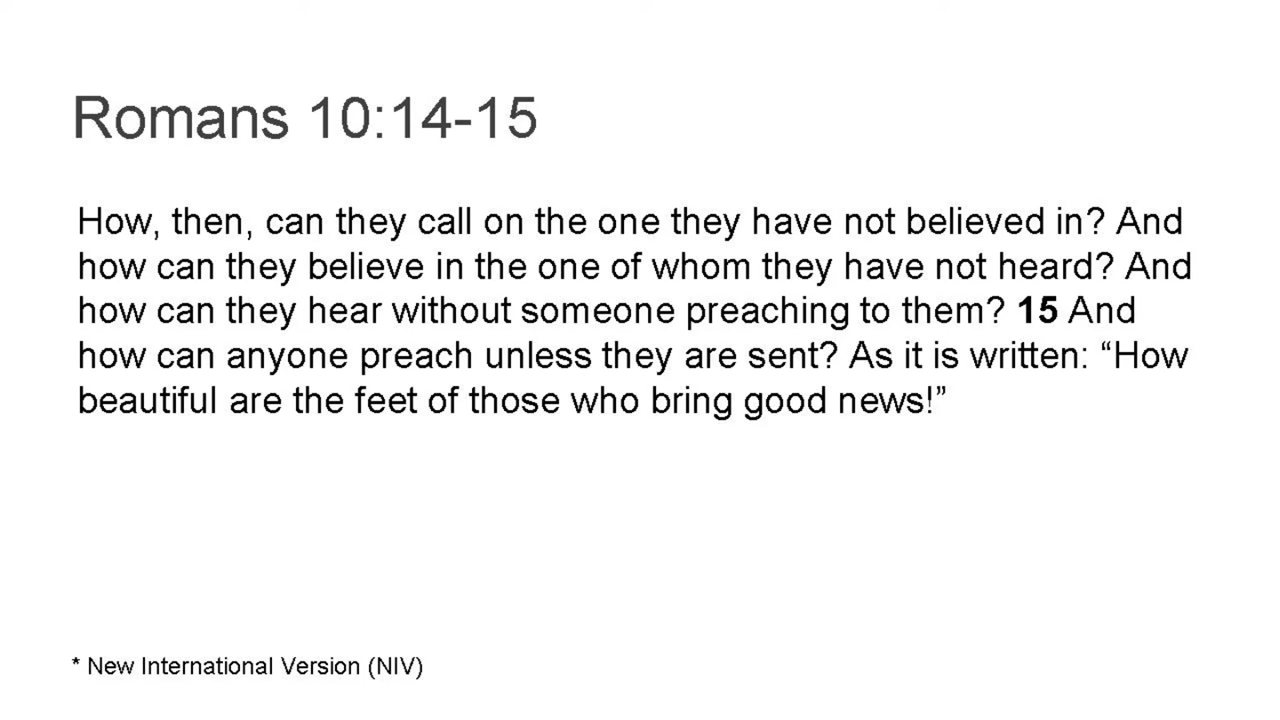 Romans 10:14-15
How, then, can they call on the one they have not believed in? And
how can they believe in the one of whom they have not heard? And
how can they hear without someone preaching to them? 15 And
how can anyone preach unless they are sent? As it is written: “How
beautiful are the feet of those who bring good news!”
* New International Version (NIV)